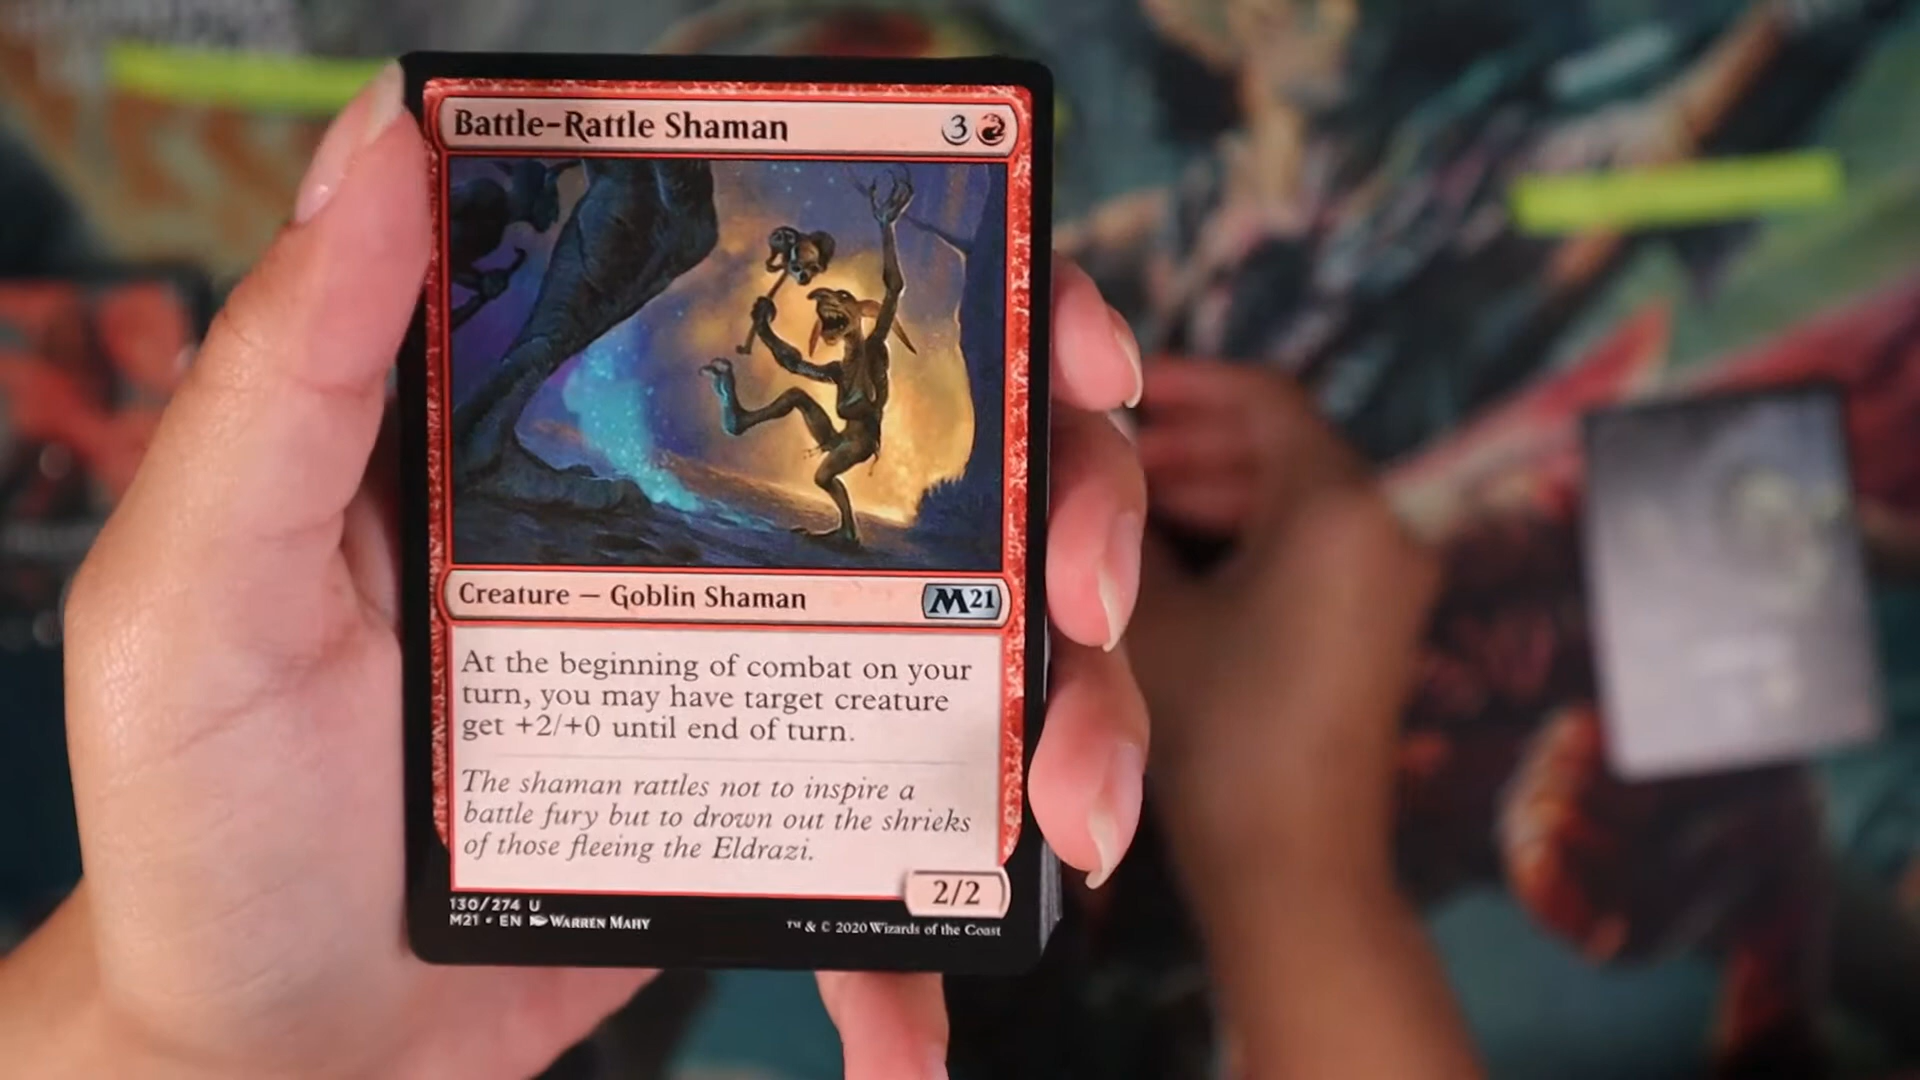 Battle-Rattle Shaman
3
Creature — Goblin Shaman
M21
At the beginning of combat on your
turn, you may have target creature
get +2/+0 until end of turn.
The shaman rattles not to inspire a
battle fury but to drown out the shrieks
of those fleeing the Eldrazi.
2/2
130/274 U
M21 • EN Warren Mahy
™ & © 2020 Wizards of the Coast